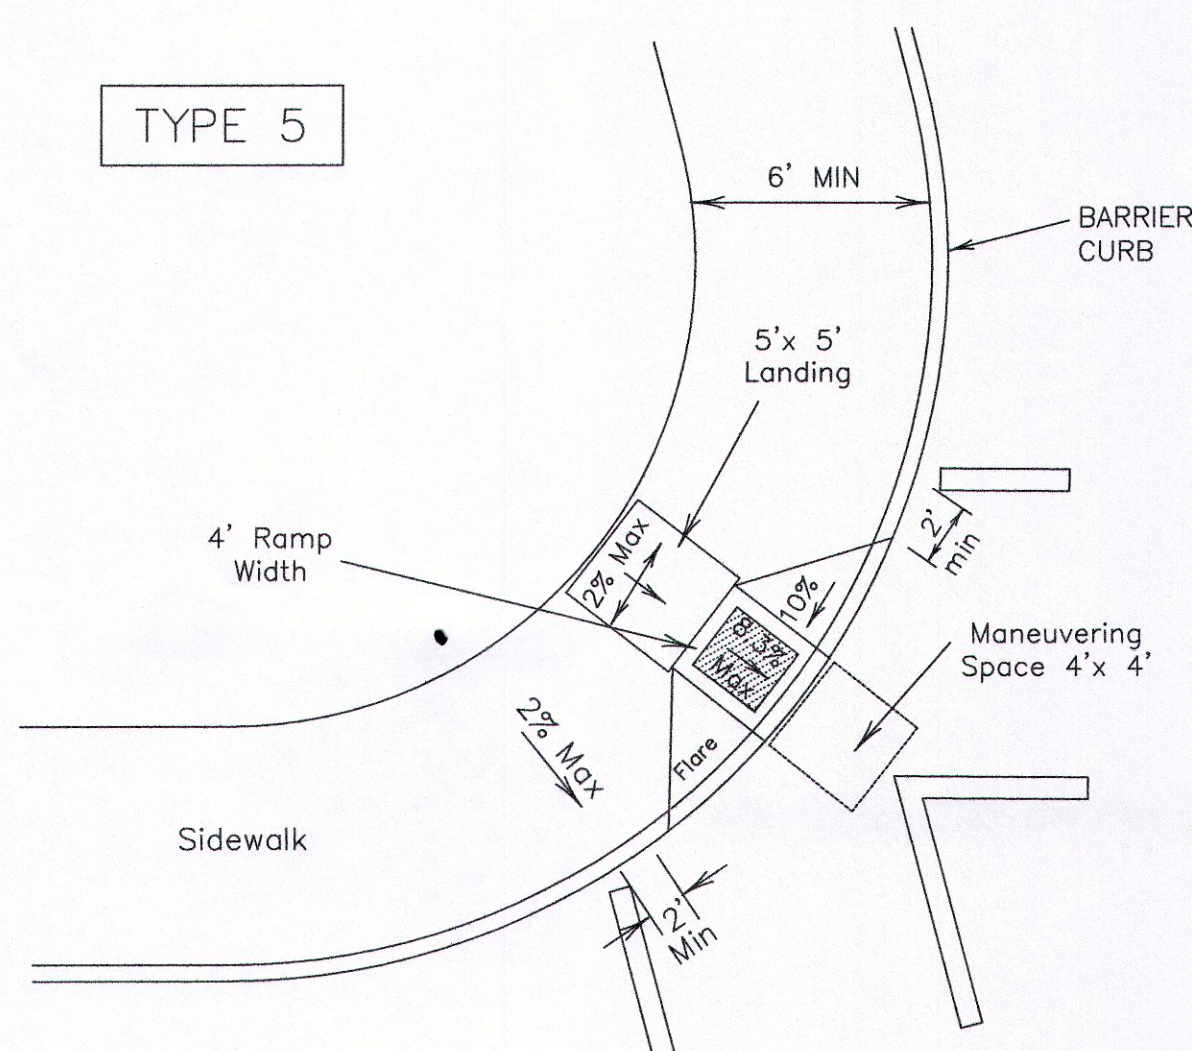 TYPE 5
6' MIN
BARRIER
CURB
5'x 5'
Landing
4' Ramp
Width
2% Max
2'
min
10%
8.3%
Max
Maneuvering
Space 4'x 4'
2% Max
Flare
Sidewalk
2'
Min